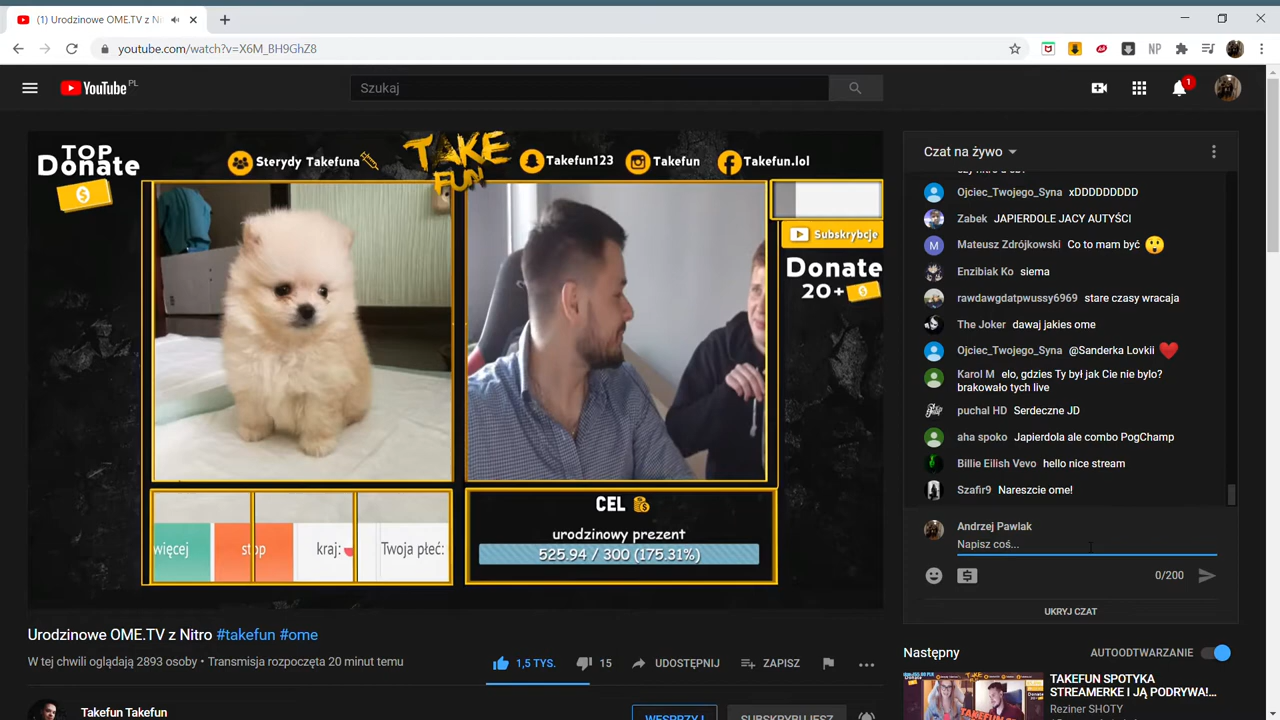 (1) Urodzinowe OME.TV z Ni
youtube.com/watch?v=X6M_BH9GhZ8
NP
YouTube PL
Szukaj
1
TOP
Donate
Sterydy Takefuna
TAKE
FUN
Takefun123
Takefun
Takefun.lol
Subskrybcje
Donate
20+
więcej
stop
kraj:
Twoja płeć:
CEL
urodzinowy prezent
525.94 / 300 (175.31%)
Urodzinowe OME.TV z Nitro #takefun #ome
W tej chwili oglądają 2893 osoby • Transmisja rozpoczęta 20 minut temu
1,5 TYS.
15
UDOSTĘPNIJ
ZAPISZ
Takefun Takefun
WESPRZYJ
SUBSKRYBUJESZ
Czat na żywo
Ojciec_Twojego_Syna xDDDDDDDDD
Zabek JAPIERDOLE JACY AUTYŚCI
M
Mateusz Zdrójkowski Co to mam być 😲
Enzibiak Ko siema
rawdawgdatpwussy6969 stare czasy wracaja
The Joker dawaj jakies ome
Ojciec_Twojego_Syna @Sanderka Lovkii ❤️
Karol M elo, gdzies Ty był jak Cie nie bylo?
brakowało tych live
puchal HD Serdeczne JD
aha spoko Japierdola ale combo PogChamp
Billie Eilish Vevo hello nice stream
Szafir9 Nareszcie ome!
Andrzej Pawlak
Napisz coś...
0/200
UKRYJ CZAT
Następny
AUTOODTWARZANIE
TAKEFUN SPOTYKA
STREAMERKE I JĄ PODRYWA!...
Reziner SHOTY